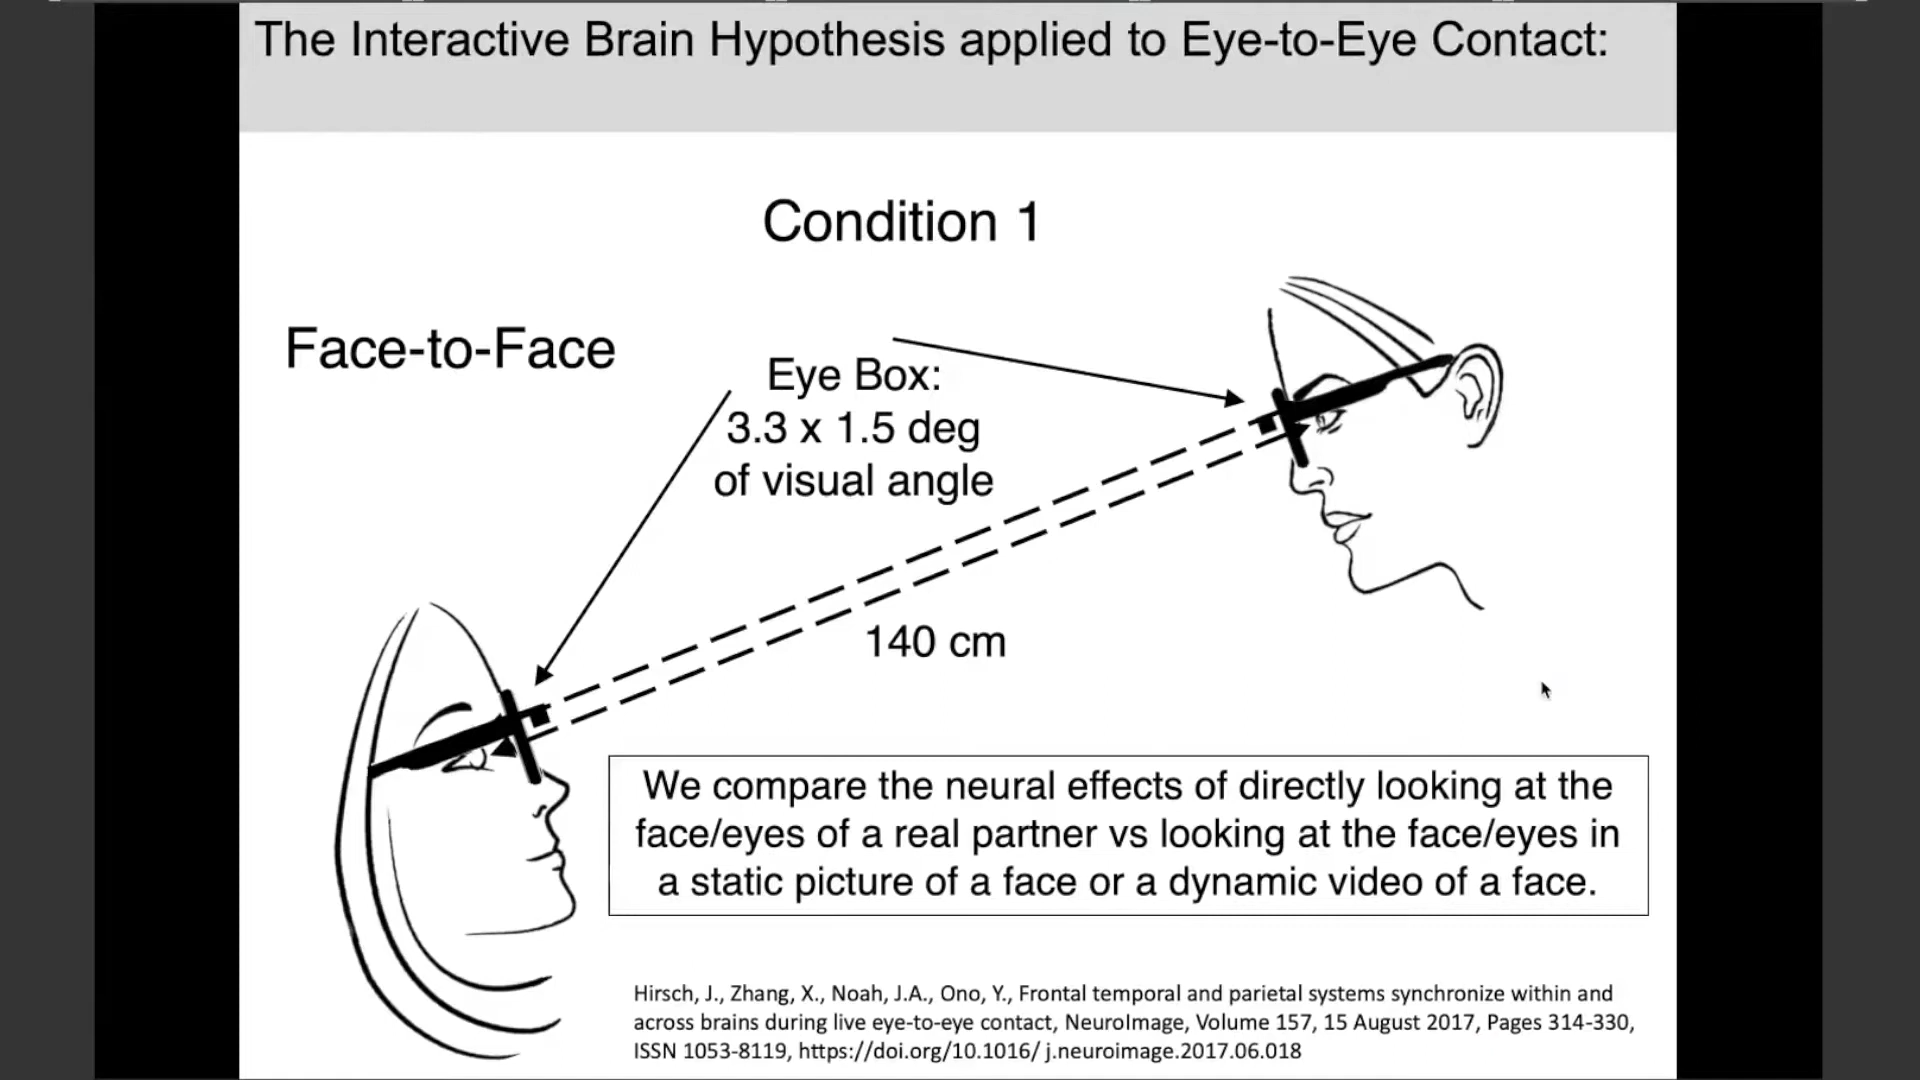 The Interactive Brain Hypothesis applied to Eye-to-Eye Contact:
Condition 1
Face-to-Face
Eye Box:
3.3 x 1.5 deg
of visual angle
140 cm
We compare the neural effects of directly looking at the
face/eyes of a real partner vs looking at the face/eyes in
a static picture of a face or a dynamic video of a face.
Hirsch, J., Zhang, X., Noah, J.A., Ono, Y., Frontal temporal and parietal systems synchronize within and
across brains during live eye-to-eye contact, NeuroImage, Volume 157, 15 August 2017, Pages 314-330,
ISSN 1053-8119, https://doi.org/10.1016/ j.neuroimage.2017.06.018